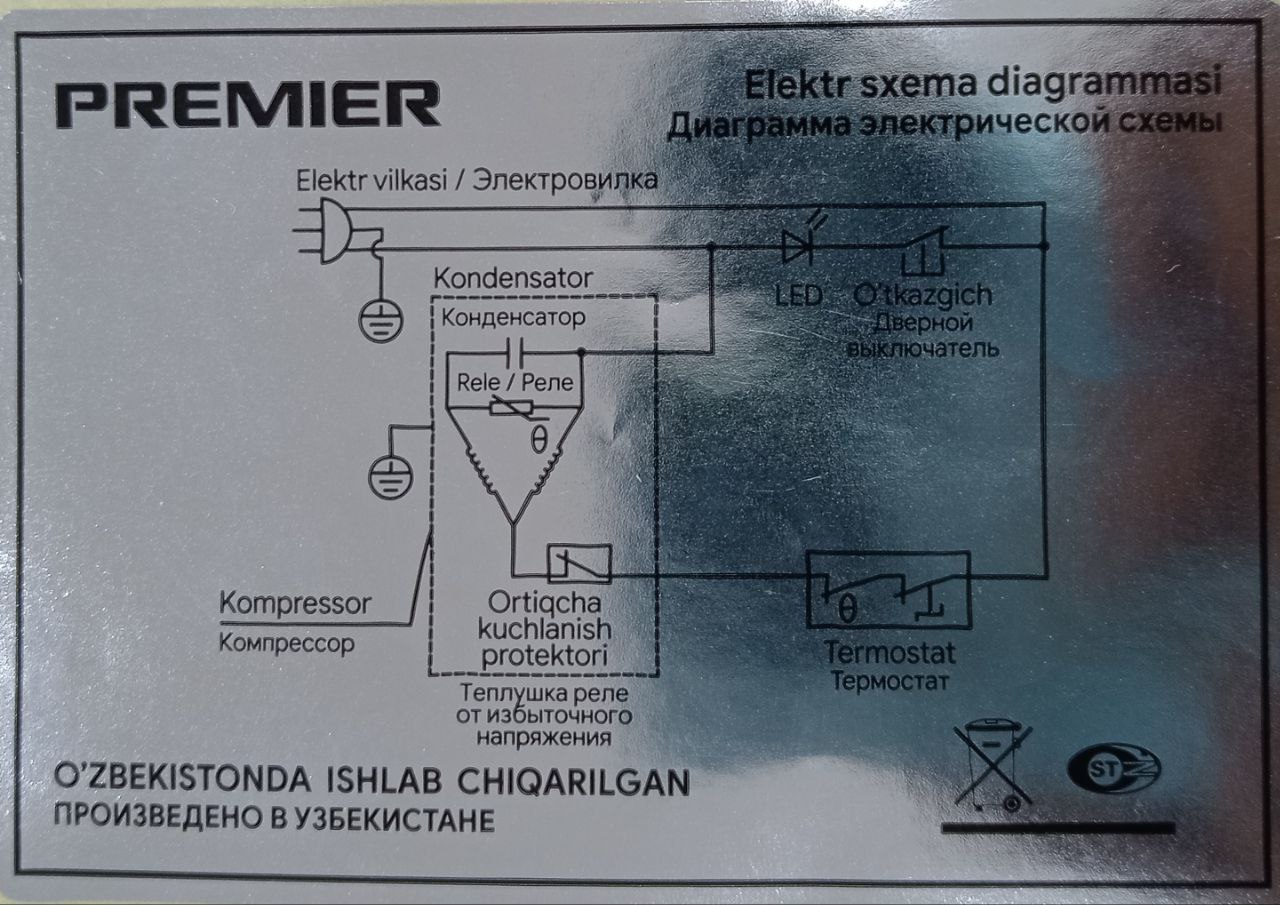 PREMIER
Elektr sxema diagrammasi
Диаграмма электрической схемы
Elektr vilkasi / Электровилка
Kondensator
Конденсатор
LED
O'tkazgich
Дверной
выключатель
Rele / Реле
θ
Kompressor
Компрессор
Ortiqcha
kuchlanish
protektori
Теплушка реле
от избыточного
напряжения
θ
Termostat
Термостат
O'ZBEKISTONDA ISHLAB CHIQARILGAN
ПРОИЗВЕДЕНО В УЗБЕКИСТАНЕ
ST